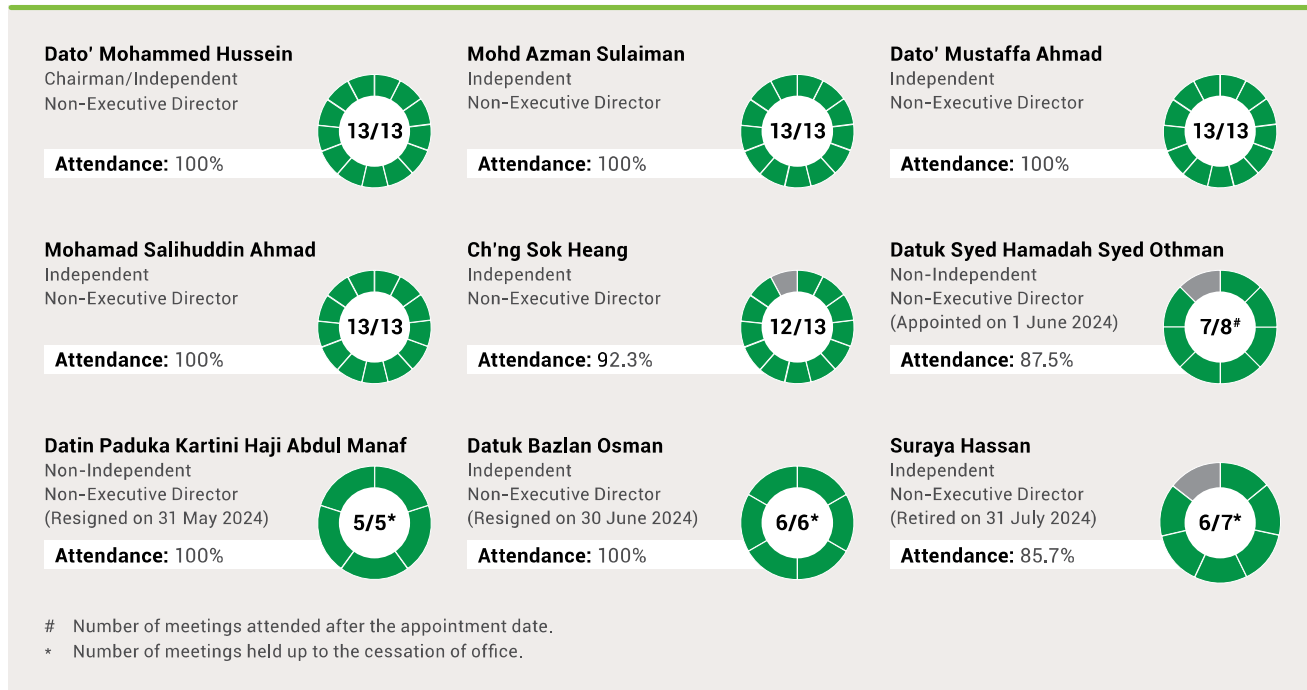 Dato' Mohammed Hussein
Chairman/Independent
Non-Executive Director
13/13
Attendance: 100%
Mohd Azman Sulaiman
Independent
Non-Executive Director
13/13
Attendance: 100%
Dato' Mustaffa Ahmad
Independent
Non-Executive Director
13/13
Attendance: 100%
Mohamad Salihuddin Ahmad
Independent
Non-Executive Director
13/13
Attendance: 100%
Ch'ng Sok Heang
Independent
Non-Executive Director
12/13
Attendance: 92.3%
Datuk Syed Hamadah Syed Othman
Non-Independent
Non-Executive Director
(Appointed on 1 June 2024)
7/8#
Attendance: 87.5%
Datin Paduka Kartini Haji Abdul Manaf
Non-Independent
Non-Executive Director
(Resigned on 31 May 2024)
5/5*
Attendance: 100%
Datuk Bazlan Osman
Independent
Non-Executive Director
(Resigned on 30 June 2024)
6/6*
Attendance: 100%
Suraya Hassan
Independent
Non-Executive Director
(Retired on 31 July 2024)
6/7*
Attendance: 85.7%
# Number of meetings attended after the appointment date.
* Number of meetings held up to the cessation of office.